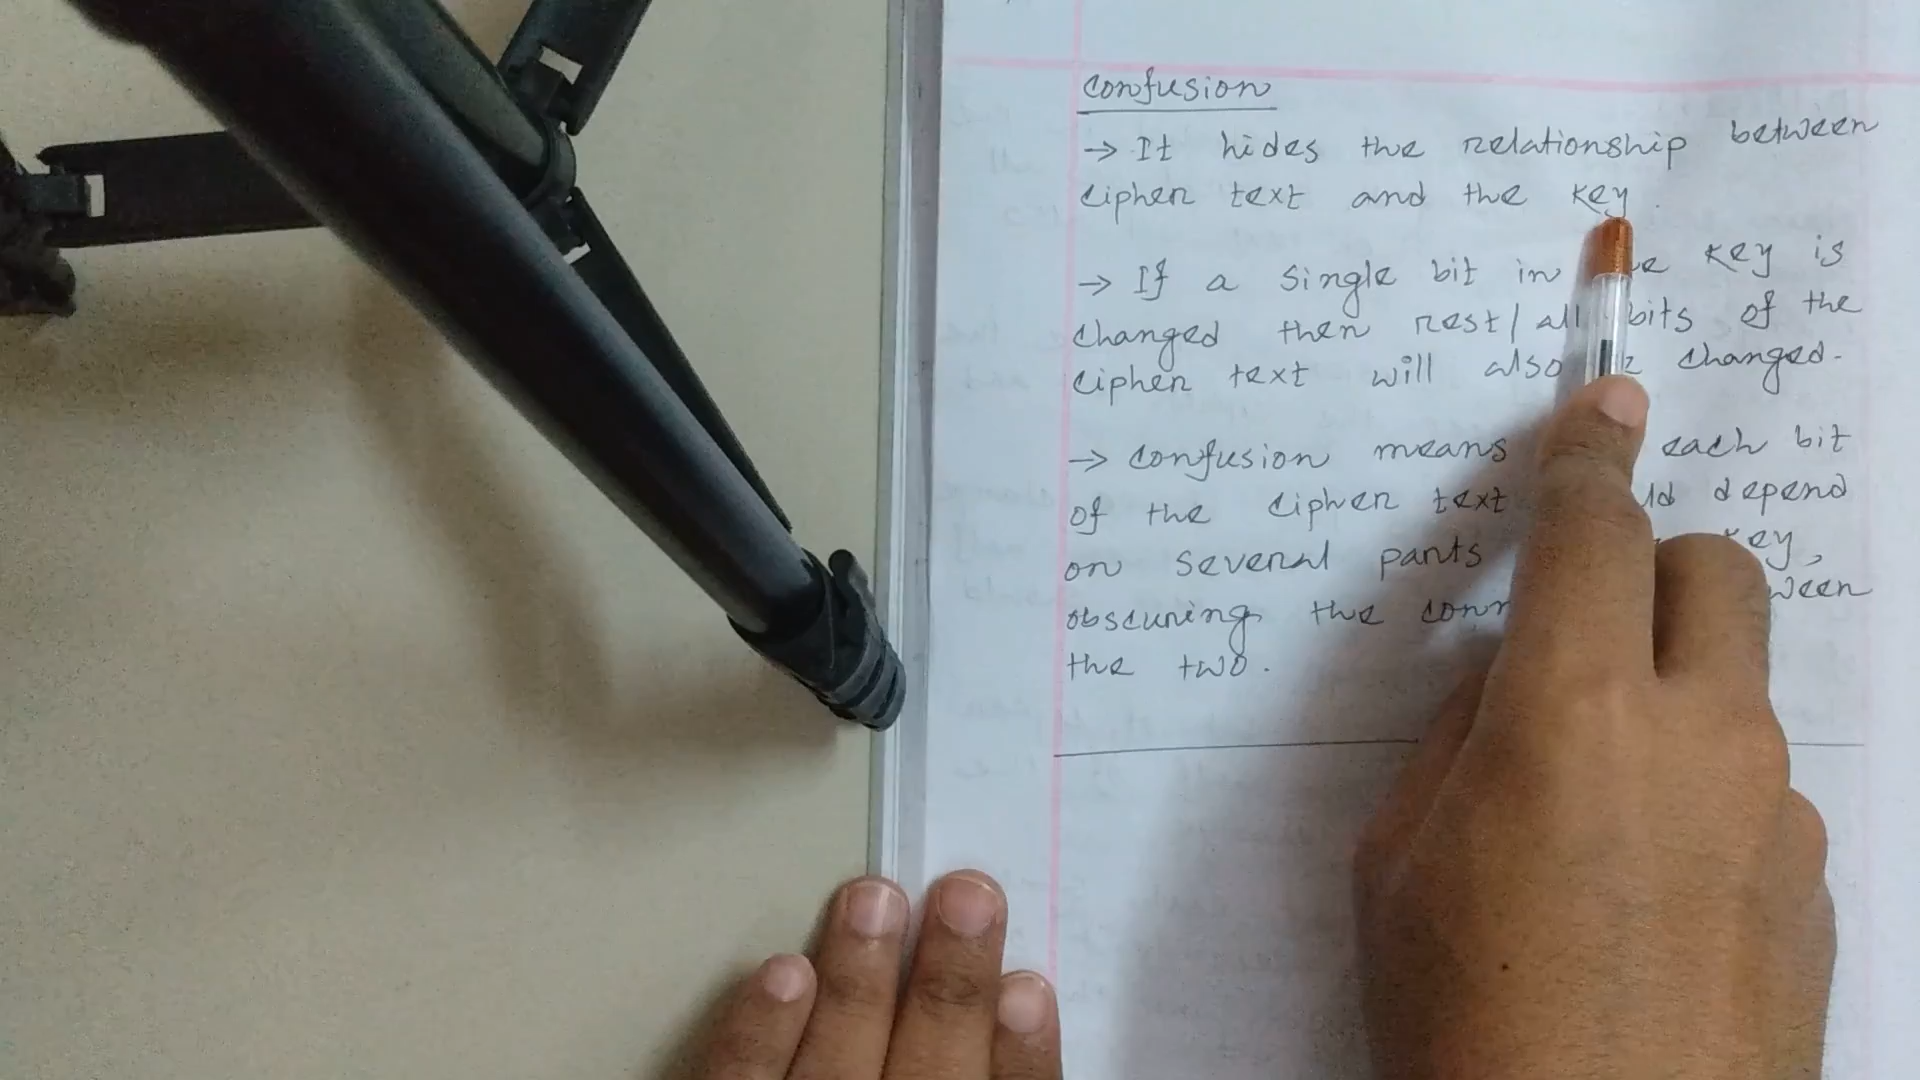 Confusion
→ It hides the relationship between
cipher text and the key.
→ If a single bit in key is
changed then rest/all bits of the
cipher text will also changed.
→ Confusion means each bit
of the cipher text depend
on several parts key,
obscuring the
the two.